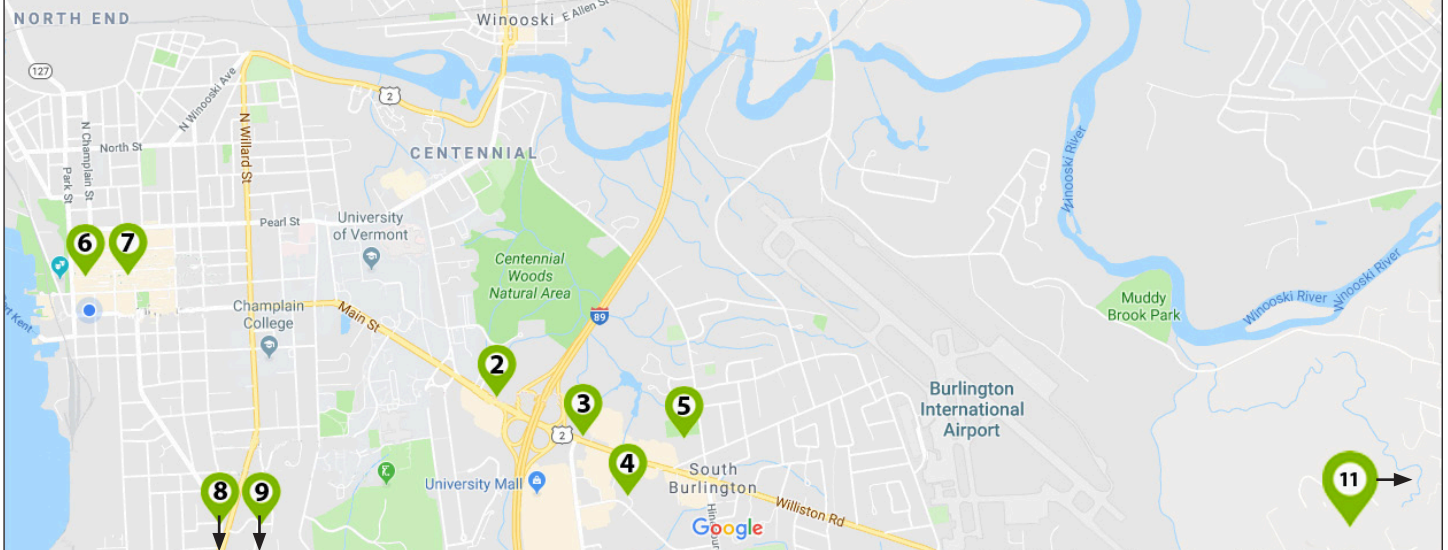 NORTH END
Winooski
E Allen St
127
N Winooski Ave
2
N Willard St
N Champlain St
North St
Park St
CENTENNIAL
Winooski River
Pearl St
University
of Vermont
6
7
Centennial
Woods
Natural Area
Champlain
College
Main St
89
Muddy
Brook Park
Winooski River
Winooski River
2
3
5
Burlington
International
Airport
2
4
South
Burlington
University Mall
8
9
11
Williston Rd
Google